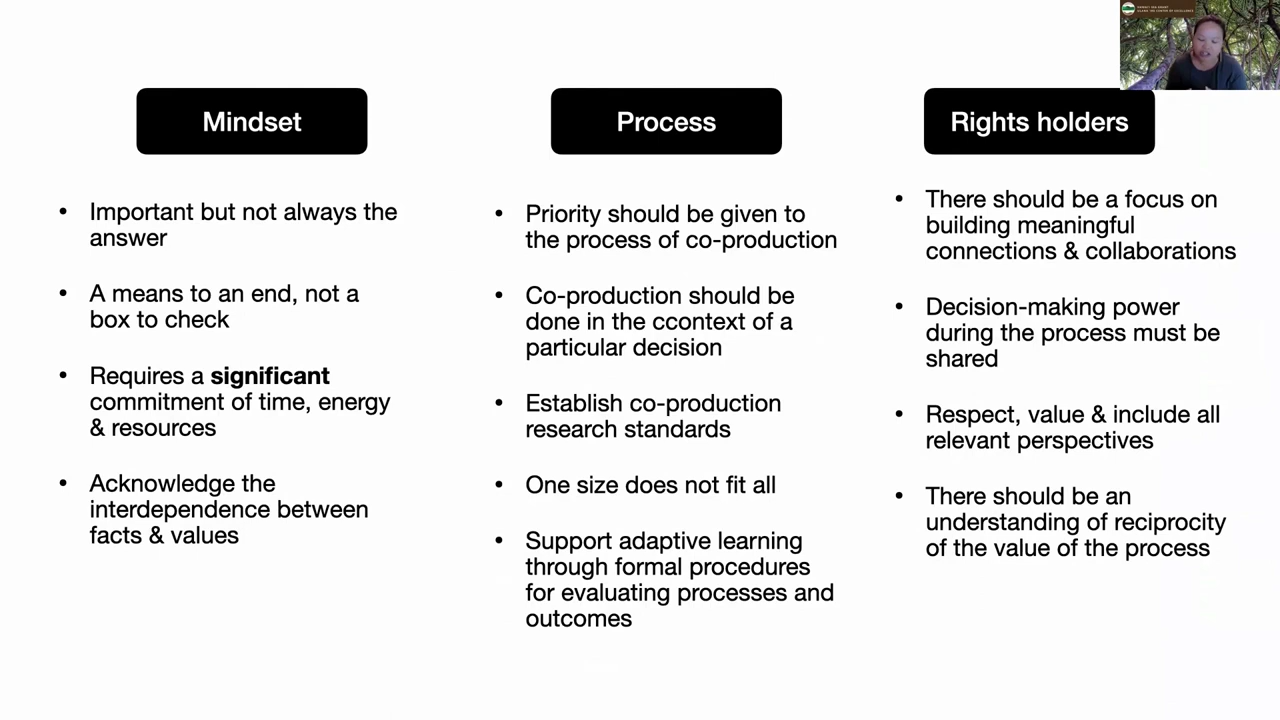 Mindset
• Important but not always the
answer
• A means to an end, not a
box to check
• Requires a significant
commitment of time, energy
& resources
• Acknowledge the
interdependence between
facts & values
Process
• Priority should be given to
the process of co-production
• Co-production should be
done in the ccontext of a
particular decision
• Establish co-production
research standards
• One size does not fit all
• Support adaptive learning
through formal procedures
for evaluating processes and
outcomes
Rights holders
• There should be a focus on
building meaningful
connections & collaborations
• Decision-making power
during the process must be
shared
• Respect, value & include all
relevant perspectives
• There should be an
understanding of reciprocity
of the value of the process